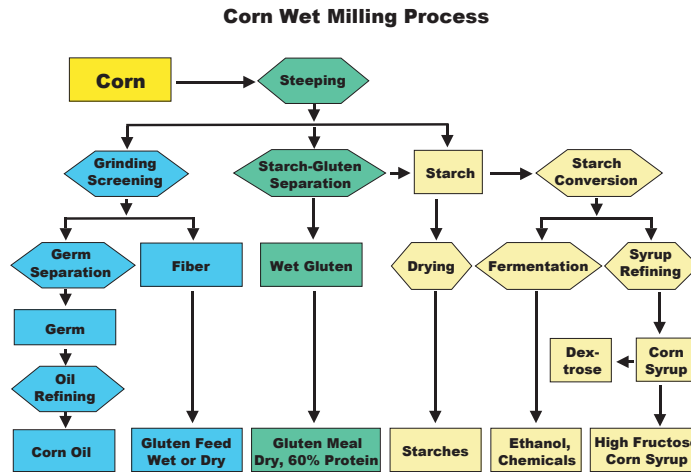 Corn Wet Milling Process
Corn
Steeping
Grinding
Screening
Starch-Gluten
Separation
Starch
Starch
Conversion
Germ
Separation
Fiber
Wet Gluten
Drying
Fermentation
Syrup
Refining
Germ
Dex-
trose
Corn
Syrup
Oil
Refining
Corn Oil
Gluten Feed
Wet or Dry
Gluten Meal
Dry, 60% Protein
Starches
Ethanol,
Chemicals
High Fructose
Corn Syrup